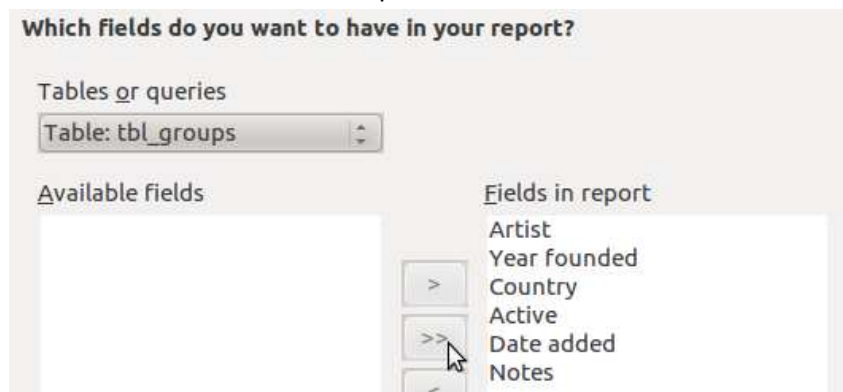 Which fields do you want to have in your report?
Tables or queries
Table: tbl_groups
Available fields
Fields in report
Artist
Year founded
>
Country
Active
>>
Date added
Notes
<